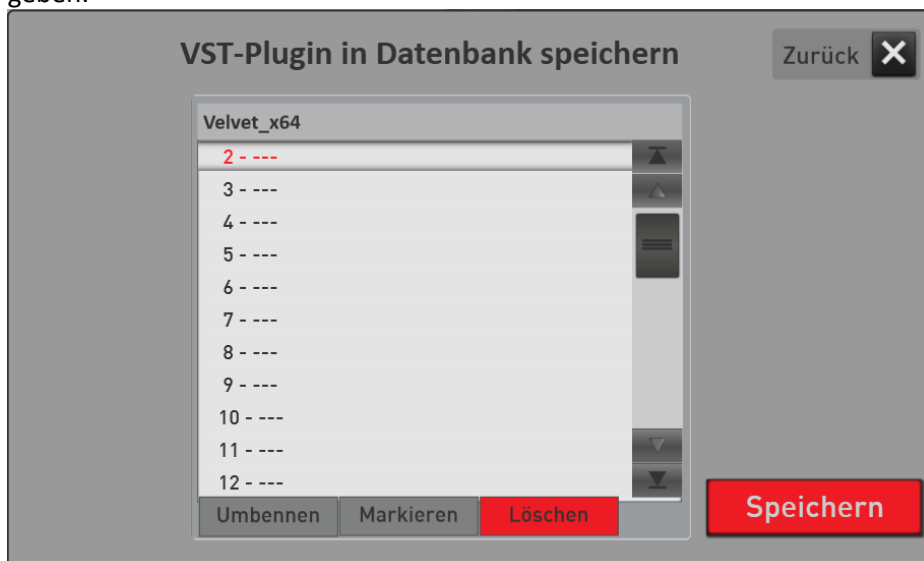 geben.
VST-Plugin in Datenbank speichern
Zurück
Velvet_x64
2 - ---
3 - ---
4 - ---
5 - ---
6 - ---
7 - ---
8 - ---
9 - ---
10 - ---
11 - ---
12 - ---
Umbennen Markieren Löschen
Speichern